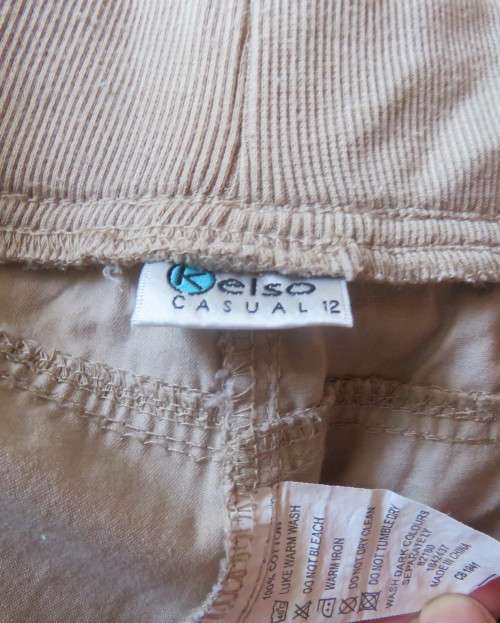 Kelso
CASUAL 12
100% COTTON
LUKE WARM WASH
DO NOT BLEACH
WARM IRON
DO NOT DRY CLEAN
DO NOT TUMBLE DRY
WASH DARK COLOURS
SEPARATELY
MADE IN CHINA